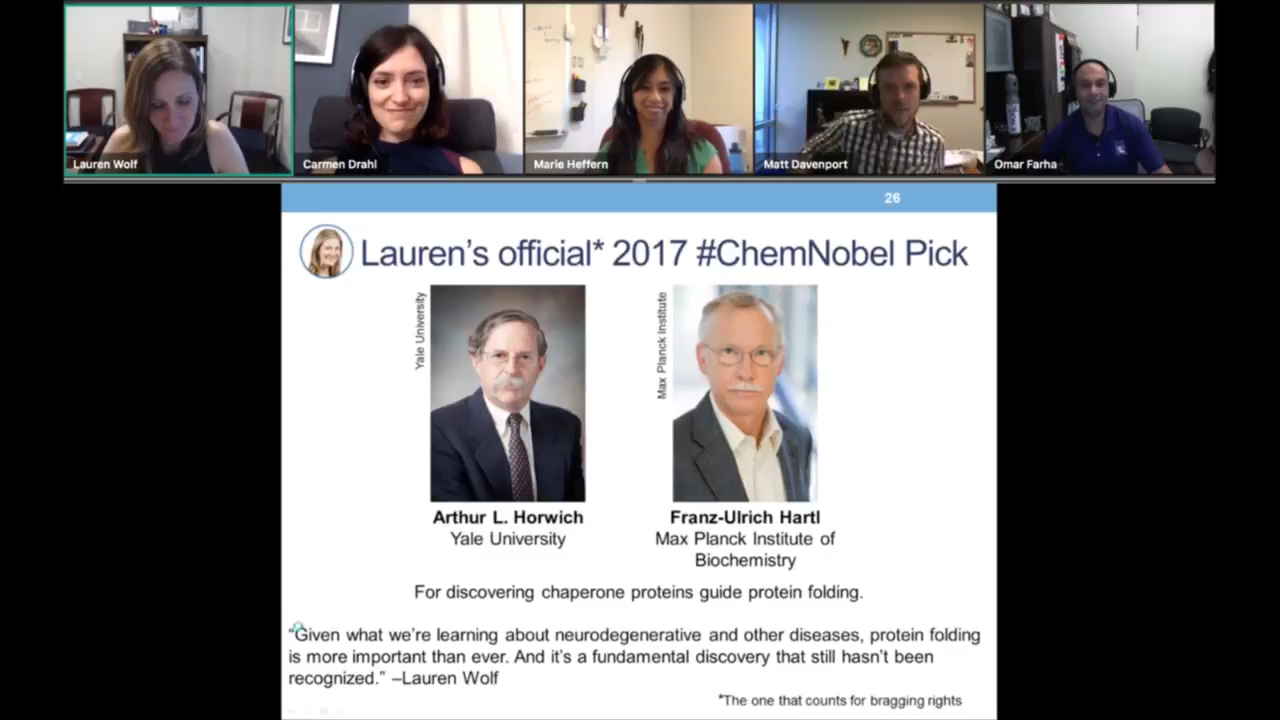 Lauren Wolf
Carmen Drahl
Marie Heffern
Matt Davenport
Omar Farha
26
Lauren's official* 2017 #ChemNobel Pick
Yale University
Max Planck Institute
Arthur L. Horwich
Yale University
Franz-Ulrich Hartl
Max Planck Institute of
Biochemistry
For discovering chaperone proteins guide protein folding.
“Given what we're learning about neurodegenerative and other diseases, protein folding
is more important than ever. And it's a fundamental discovery that still hasn't been
recognized.” –Lauren Wolf
*The one that counts for bragging rights